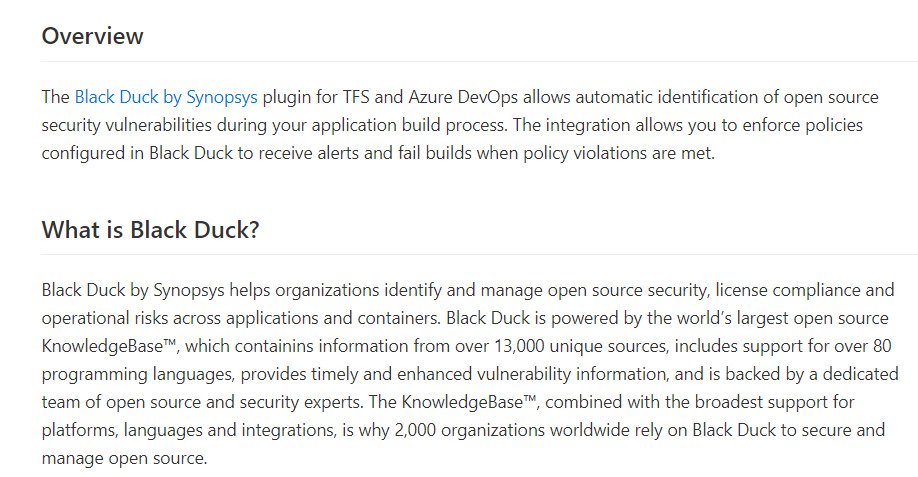 Overview
The Black Duck by Synopsys plugin for TFS and Azure DevOps allows automatic identification of open source
security vulnerabilities during your application build process. The integration allows you to enforce policies
configured in Black Duck to receive alerts and fail builds when policy violations are met.
What is Black Duck?
Black Duck by Synopsys helps organizations identify and manage open source security, license compliance and
operational risks across applications and containers. Black Duck is powered by the world’s largest open source
KnowledgeBase™, which containins information from over 13,000 unique sources, includes support for over 80
programming languages, provides timely and enhanced vulnerability information, and is backed by a dedicated
team of open source and security experts. The KnowledgeBase™, combined with the broadest support for
platforms, languages and integrations, is why 2,000 organizations worldwide rely on Black Duck to secure and
manage open source.